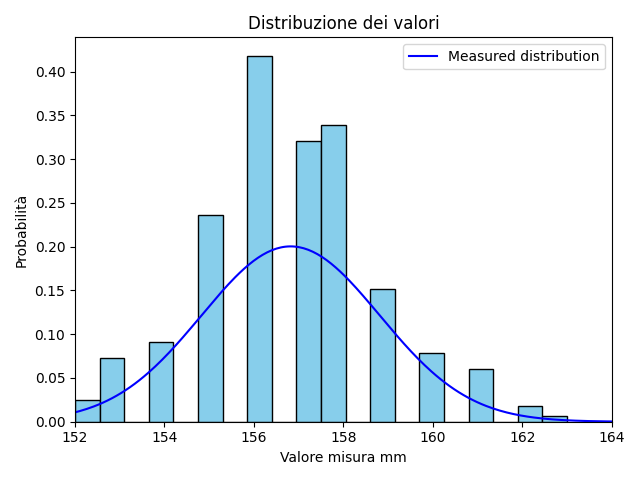 Distribuzione dei valori
Measured distribution
Probabilità
0.40
0.35
0.30
0.25
0.20
0.15
0.10
0.05
0.00
152 154 156 158 160 162 164
Valore misura mm